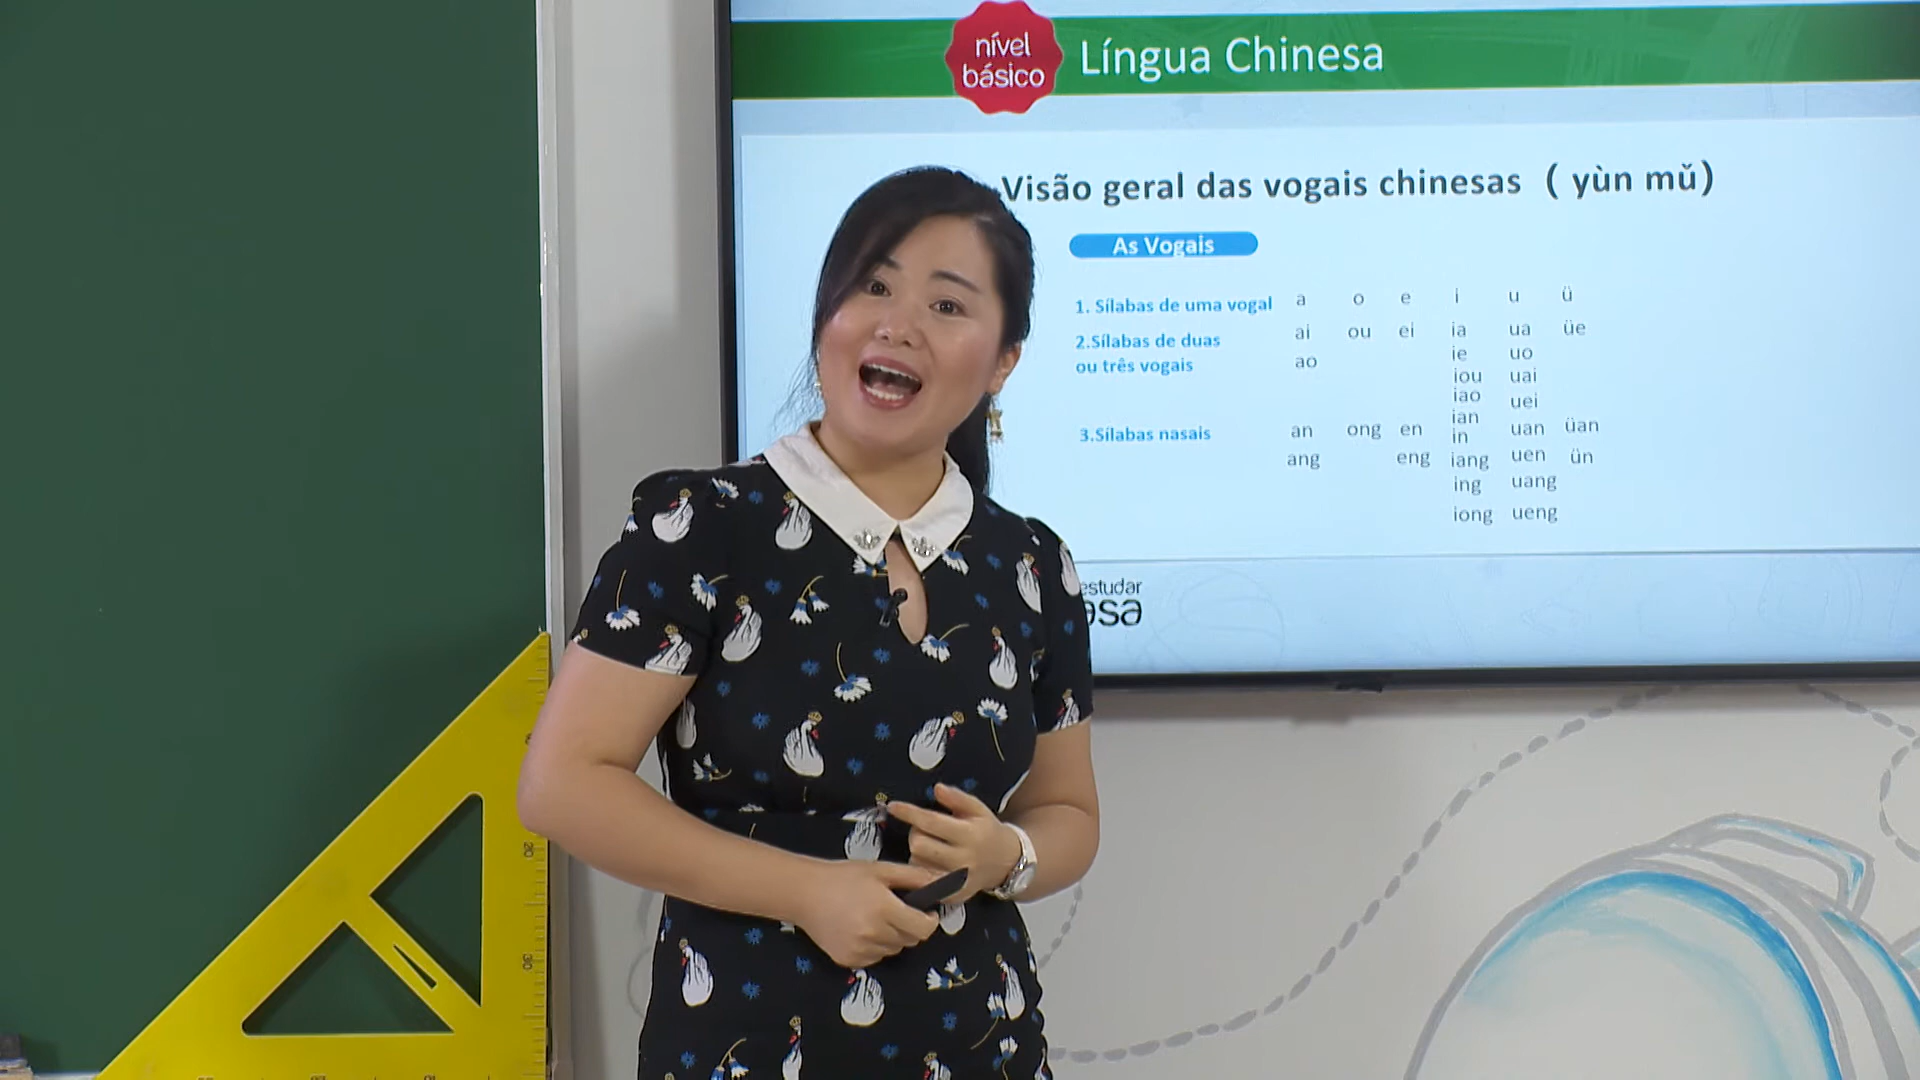 nível
básico
Língua Chinesa
Visão geral das vogais chinesas ( yùn mǔ)
As Vogais
1. Sílabas de uma vogal a o e i u ü
2.Sílabas de duas
ou três vogais
ai ou ei ia ua üe
ao ie uo
iou uai
iao uei
3.Sílabas nasais
an ong en ian uan üan
in
ang eng iang uen ün
ing uang
iong ueng
estudar
20
30